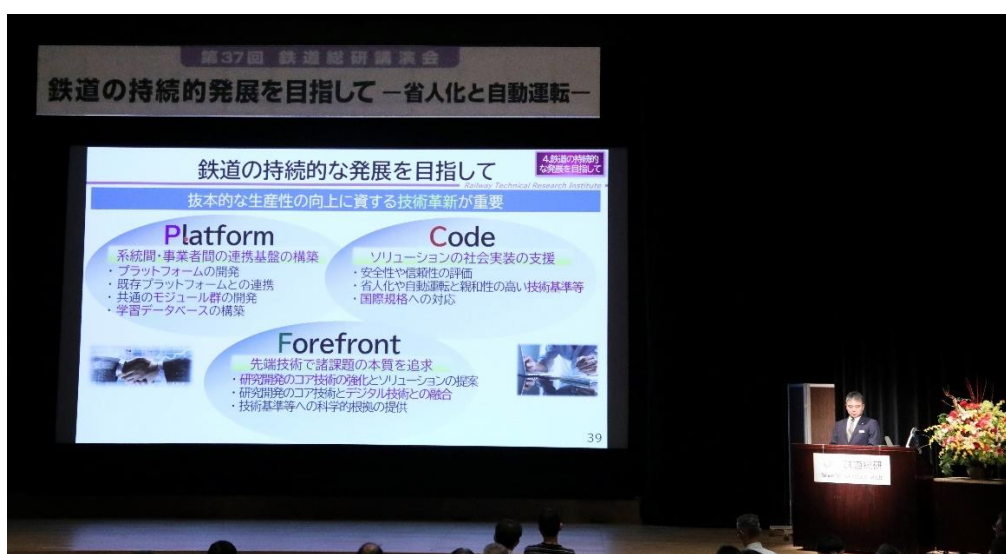 第37回 鉄道総研講演会
鉄道の持続的発展を目指して ―省人化と自動運転―
鉄道の持続的な発展を目指して
4.鉄道の持続的
な発展を目指して
Railway Technical Research Institute
抜本的な生産性の向上に資する技術革新が重要
Platform
系統間・事業者間の連携基盤の構築
・プラットフォームの開発
・既存プラットフォームとの連携
・共通のモジュール群の開発
・学習データベースの構築
Code
ソリューションの社会実装の支援
・安全性や信頼性の評価
・省人化や自動運転と親和性の高い技術基準等
・国際規格への対応
Forefront
先端技術で諸課題の本質を追求
・研究開発のコア技術の強化とソリューションの提案
・研究開発のコア技術とデジタル技術との融合
・技術基準等への科学的根拠の提供
39
鉄道総研